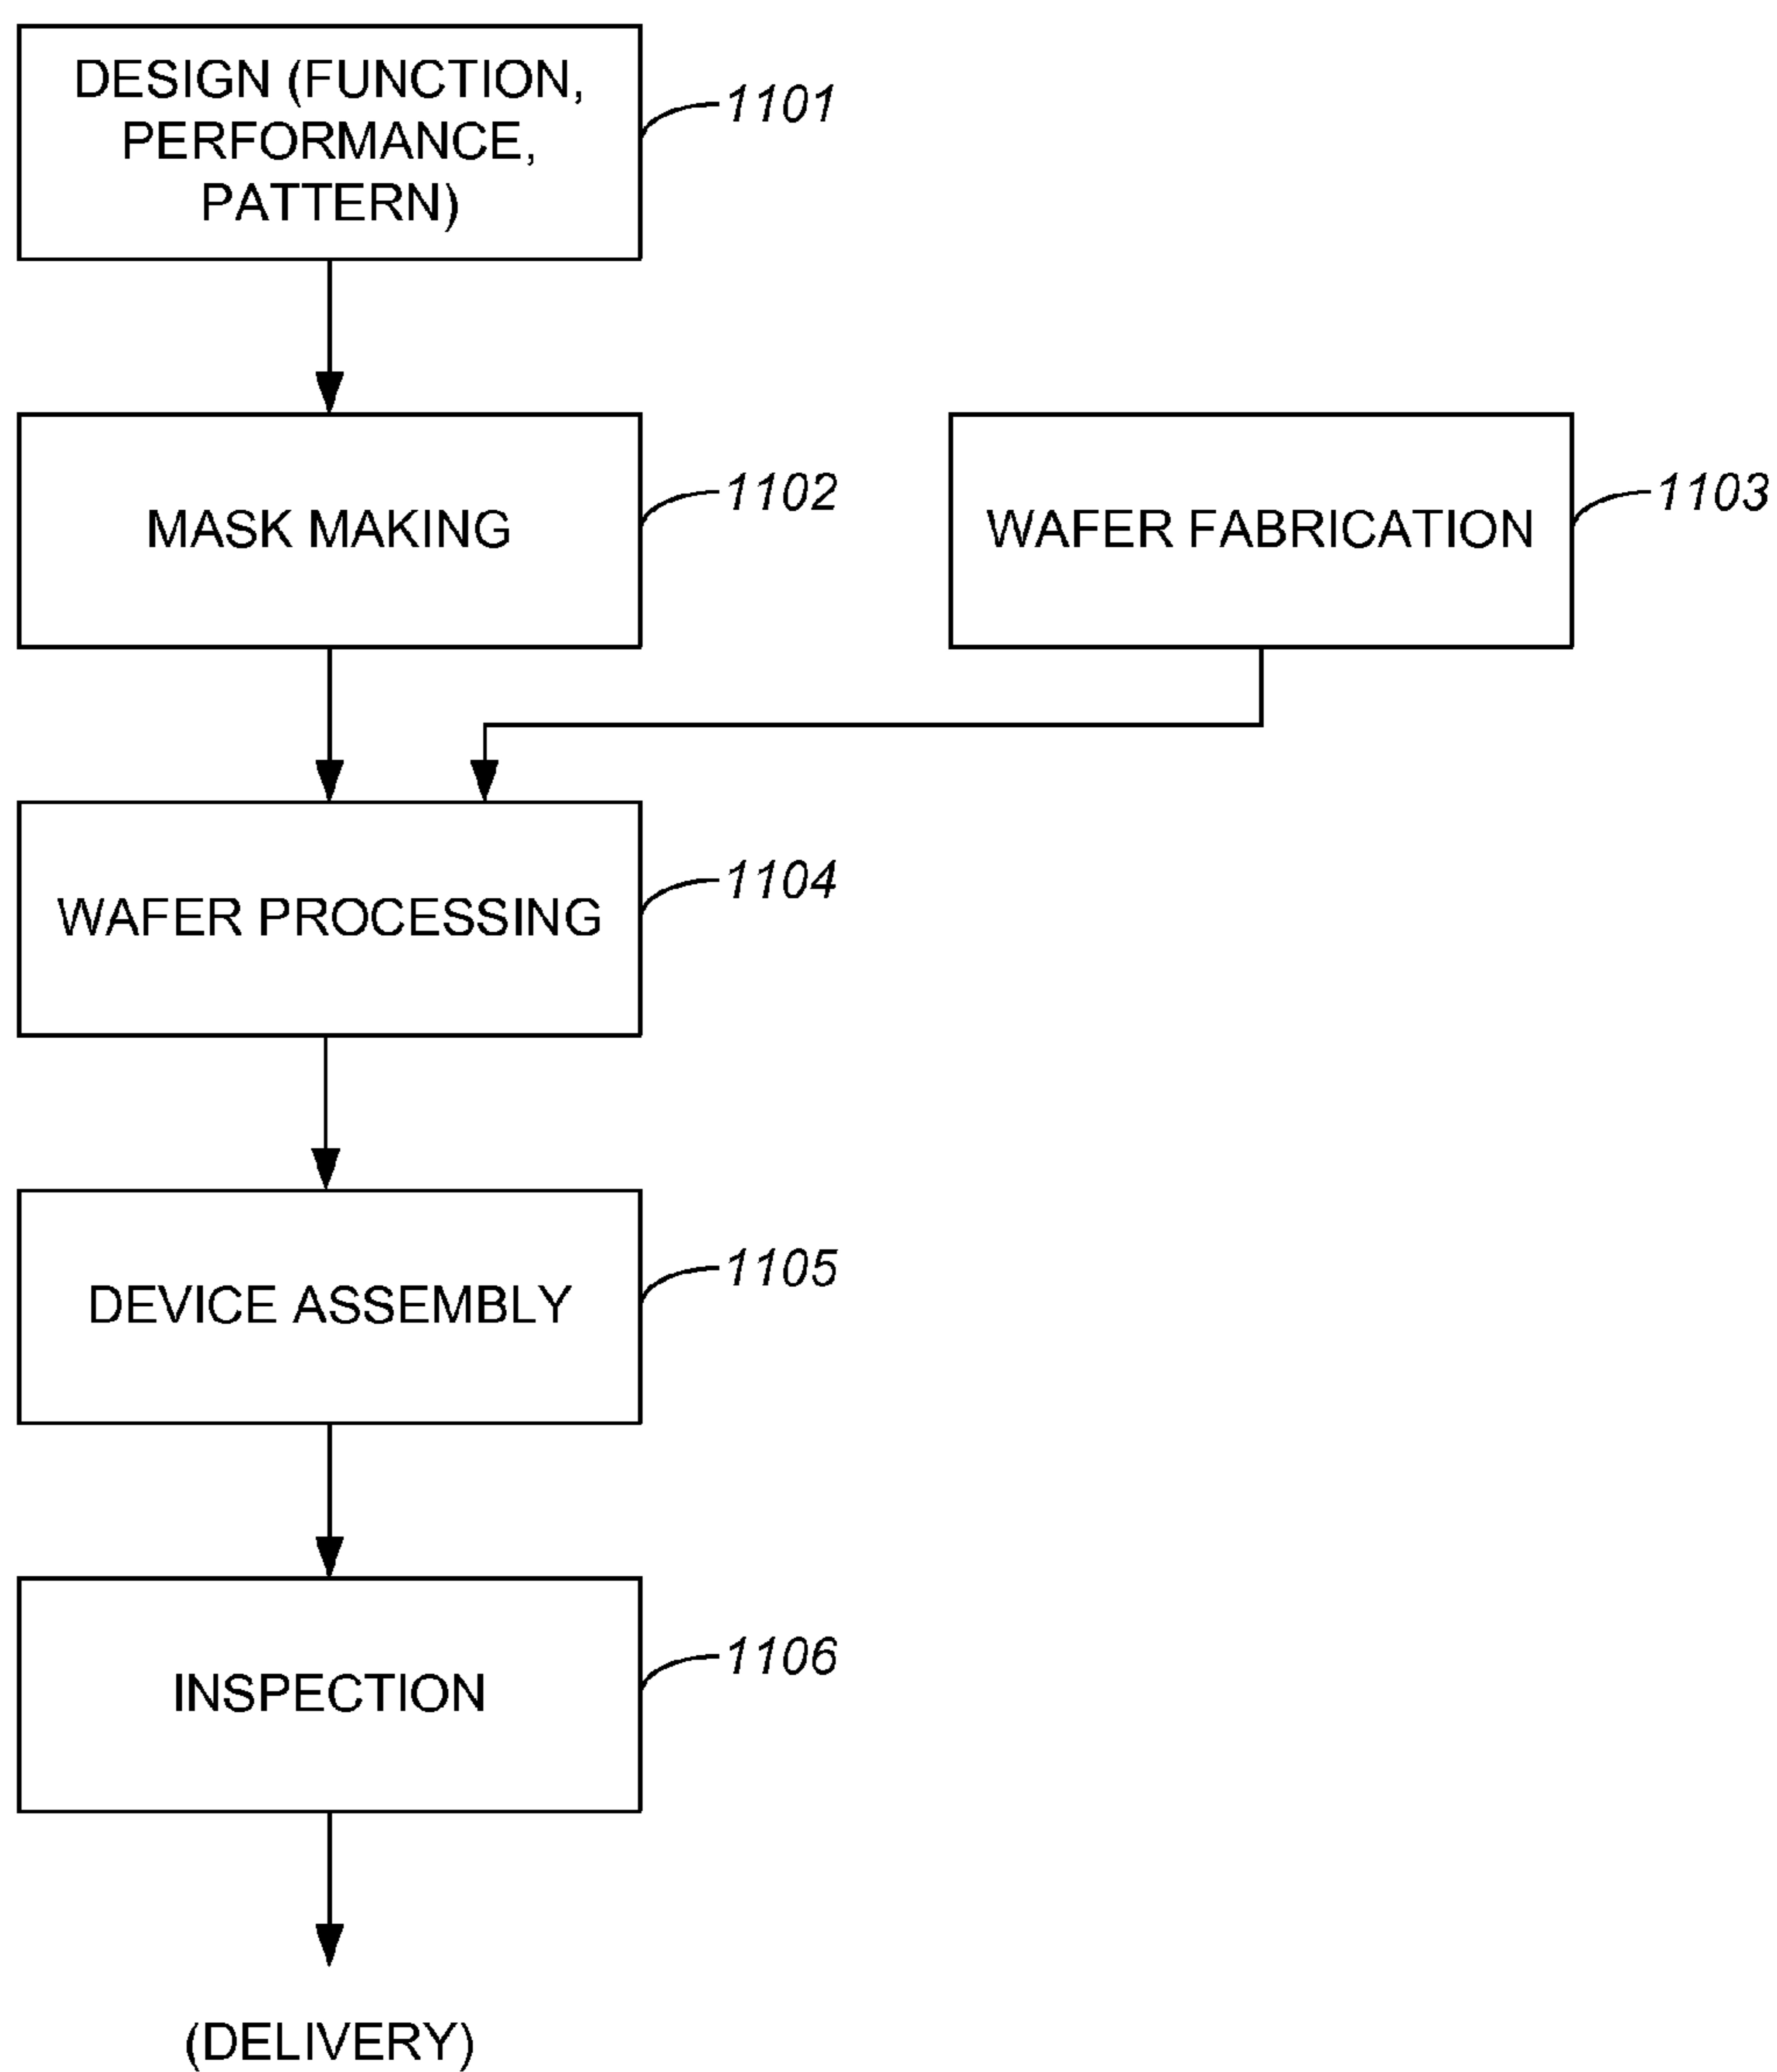 DESIGN (FUNCTION,
PERFORMANCE,
PATTERN)
1101
MASK MAKING
1102
WAFER FABRICATION
1103
WAFER PROCESSING
1104
DEVICE ASSEMBLY
1105
INSPECTION
1106
(DELIVERY)